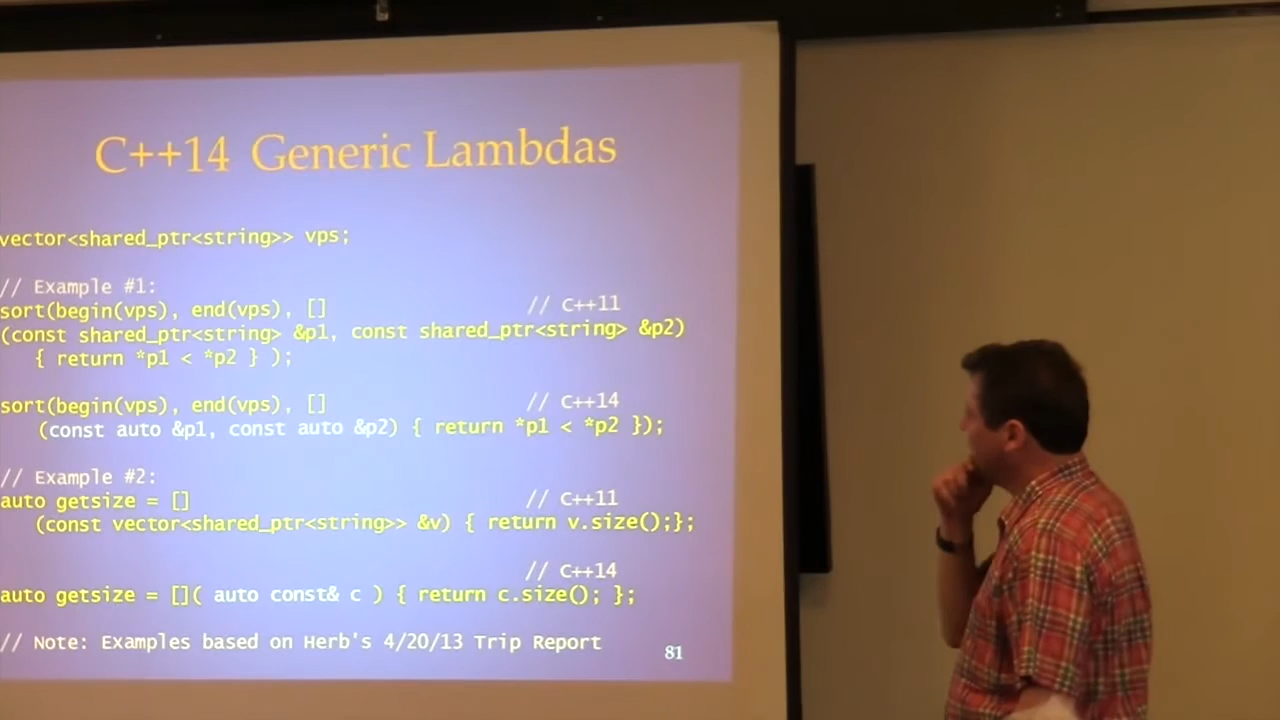 C++14 Generic Lambdas
vector<shared_ptr<string>> vps;
// Example #1:
sort(begin(vps), end(vps), [] // C++11
(const shared_ptr<string> &p1, const shared_ptr<string> &p2)
{ return *p1 < *p2 } );
sort(begin(vps), end(vps), [] // C++14
(const auto &p1, const auto &p2) { return *p1 < *p2 });
// Example #2:
auto getsize = [] // C++11
(const vector<shared_ptr<string>> &v) { return v.size();};
// C++14
auto getsize = []( auto const& c ) { return c.size(); };
// Note: Examples based on Herb's 4/20/13 Trip Report
81